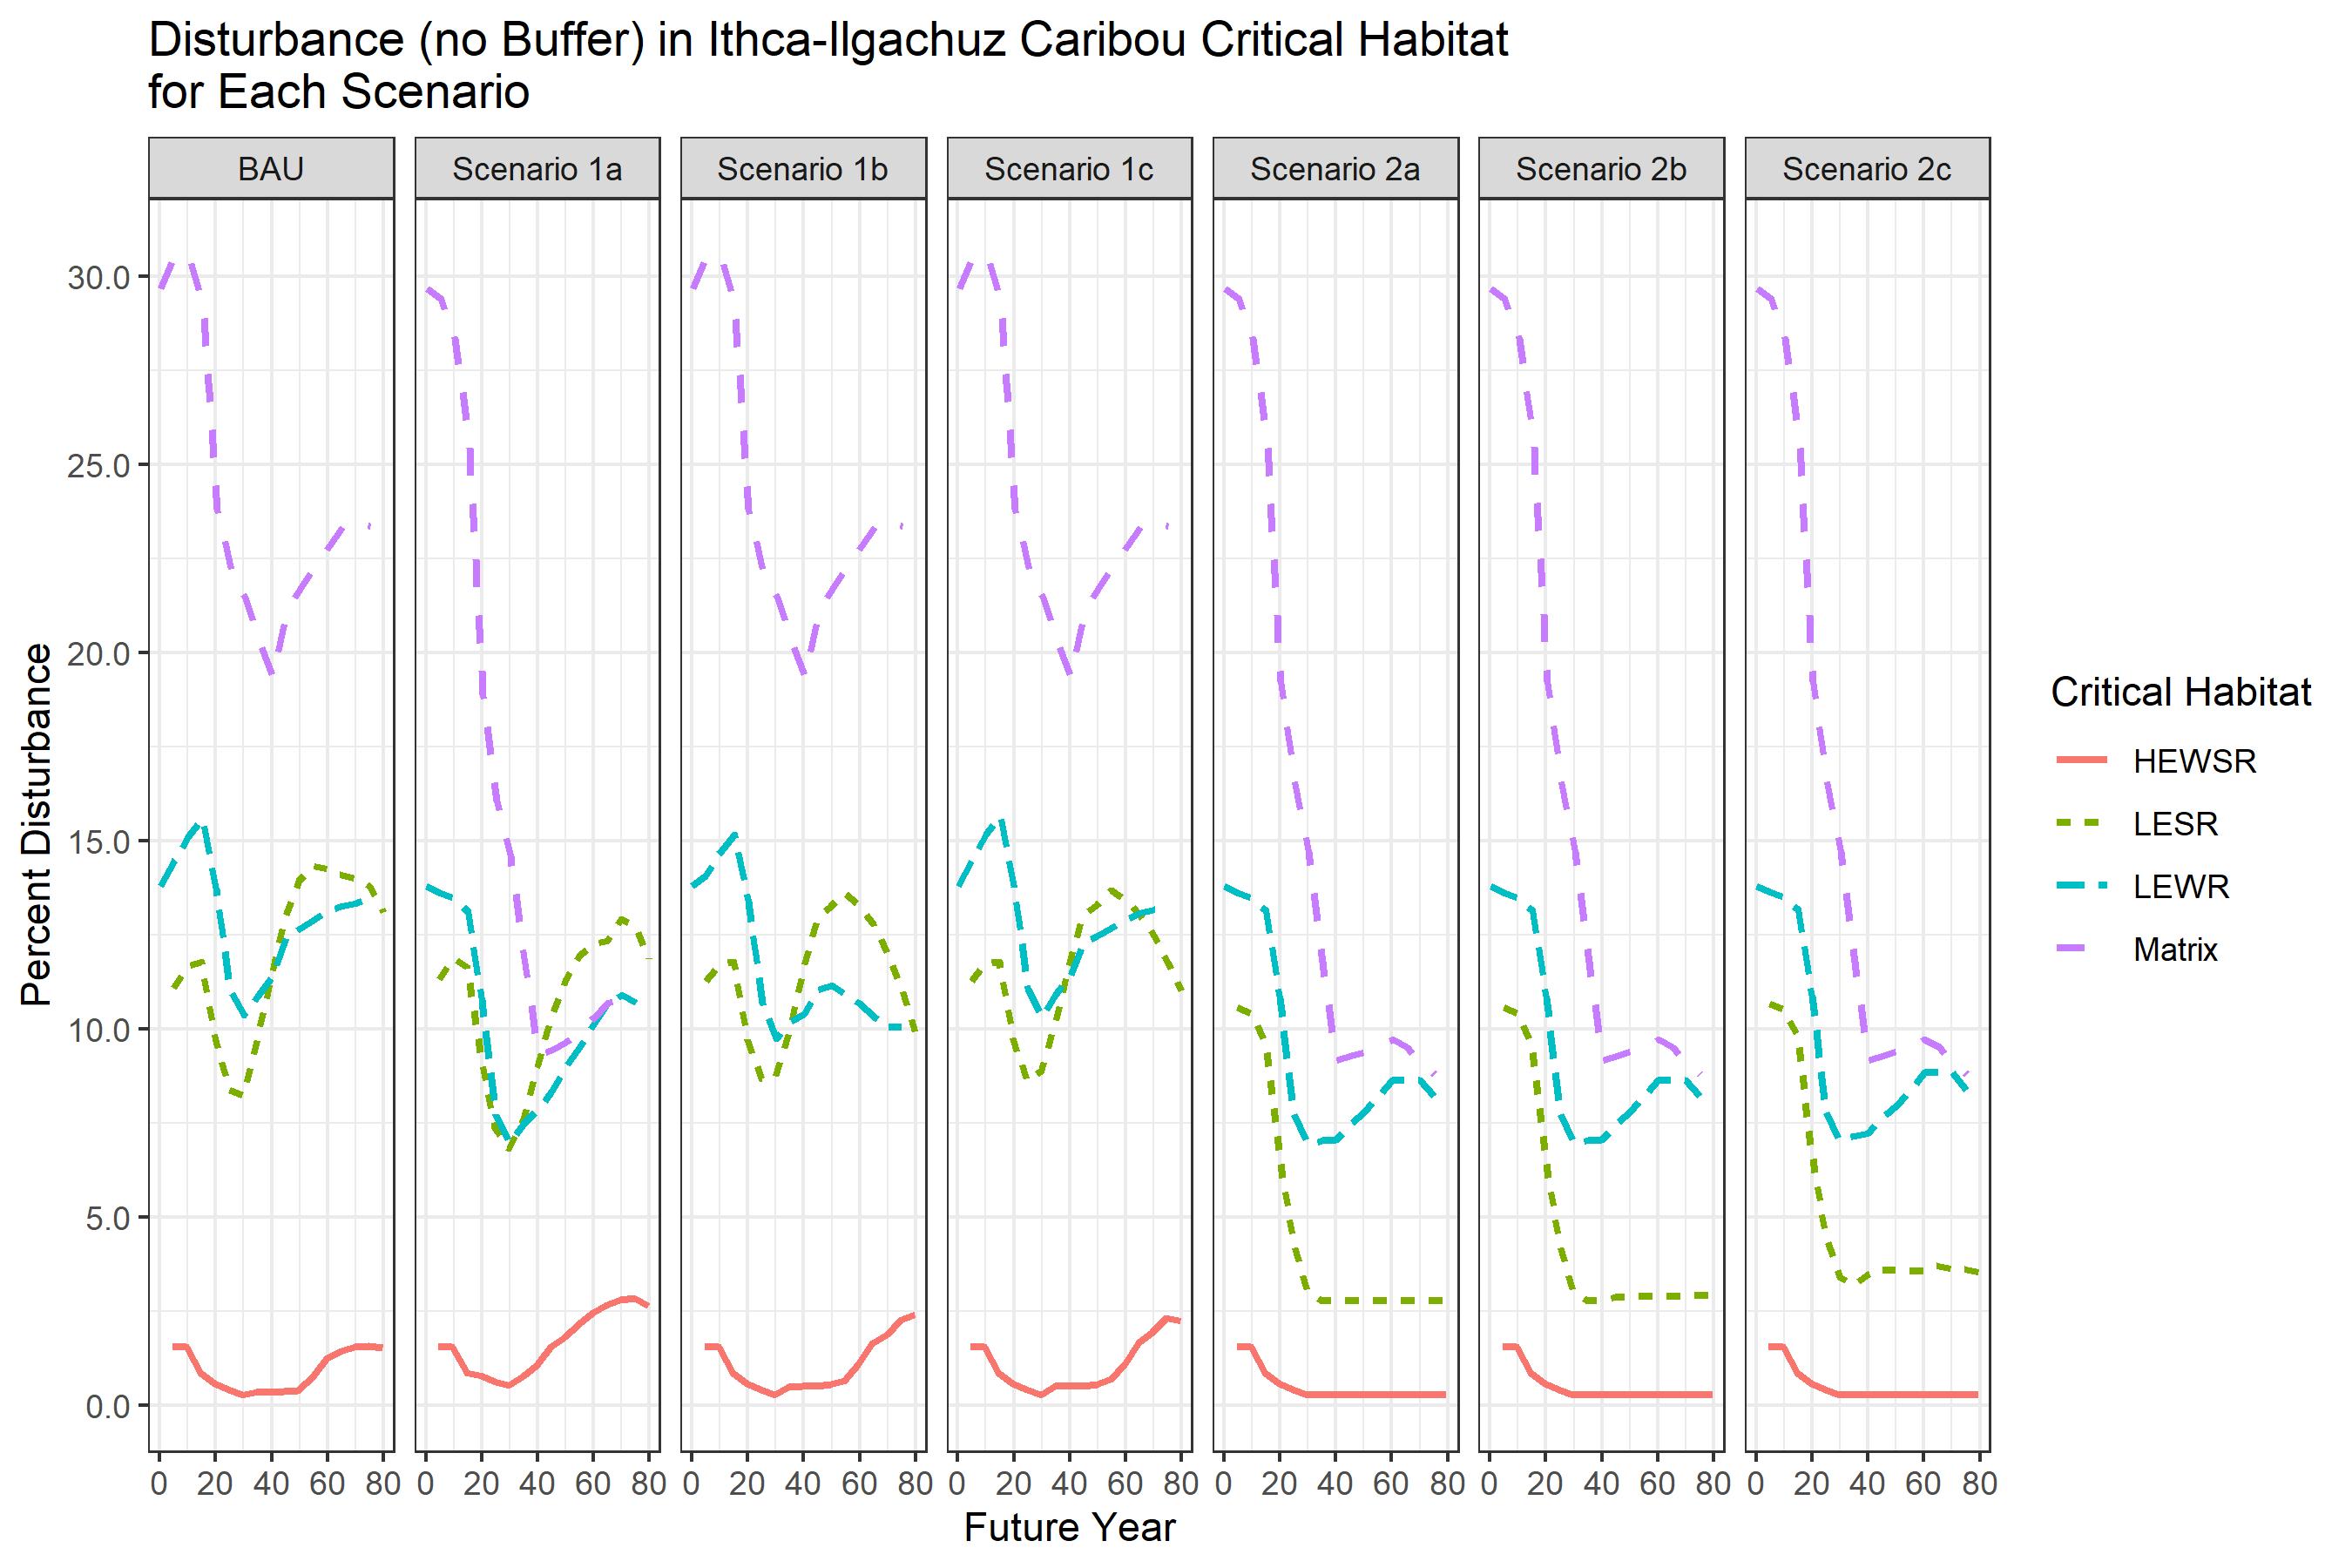 Disturbance (no Buffer) in Ithca-Ilgachuz Caribou Critical Habitat
for Each Scenario
BAU Scenario 1a Scenario 1b Scenario 1c Scenario 2a Scenario 2b Scenario 2c
Percent Disturbance
30.0
25.0
20.0
15.0
10.0
5.0
0.0
0 20 40 60 80 0 20 40 60 80 0 20 40 60 80 0 20 40 60 80 0 20 40 60 80 0 20 40 60 80 0 20 40 60 80
Future Year
Critical Habitat
HEWSR
LESR
LEWR
Matrix